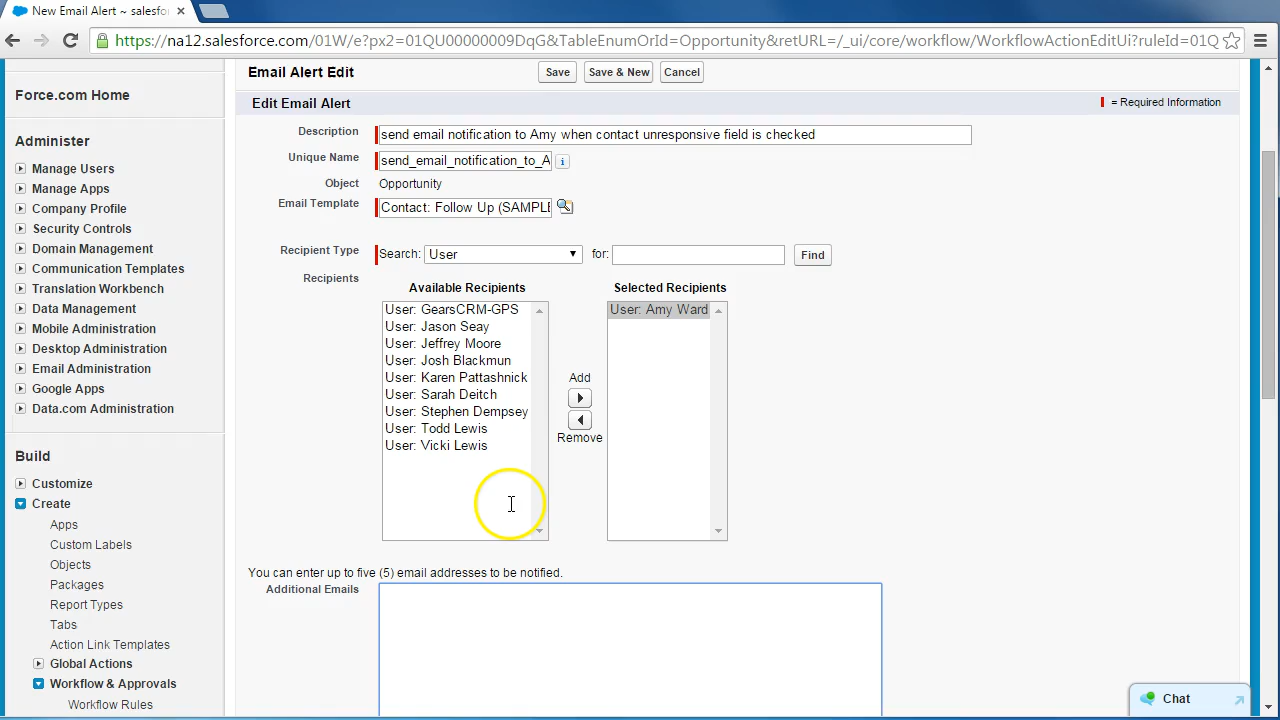 New Email Alert ~ salesfo
https://na12.salesforce.com/01W/e?px2=01QU00000009DqG&TableEnumOrId=Opportunity&retURL=/_ui/core/workflow/WorkflowActionEditUi?ruleId=01Q
Force.com Home
Administer
Manage Users
Manage Apps
Company Profile
Security Controls
Domain Management
Communication Templates
Translation Workbench
Data Management
Mobile Administration
Desktop Administration
Email Administration
Google Apps
Data.com Administration
Build
Customize
Create
Apps
Custom Labels
Objects
Packages
Report Types
Tabs
Action Link Templates
Global Actions
Workflow & Approvals
Workflow Rules
Email Alert Edit
Save
Save & New
Cancel
Edit Email Alert
= Required Information
Description
send email notification to Amy when contact unresponsive field is checked
Unique Name
send_email_notification_to_A
i
Object
Opportunity
Email Template
Contact: Follow Up (SAMPLE
Recipient Type
Search: User for: Find
Recipients
Available Recipients
User: GearsCRM-GPS
User: Jason Seay
User: Jeffrey Moore
User: Josh Blackmun
User: Karen Pattashnick
User: Sarah Deitch
User: Stephen Dempsey
User: Todd Lewis
User: Vicki Lewis
Add
Remove
Selected Recipients
User: Amy Ward
You can enter up to five (5) email addresses to be notified.
Additional Emails
Chat